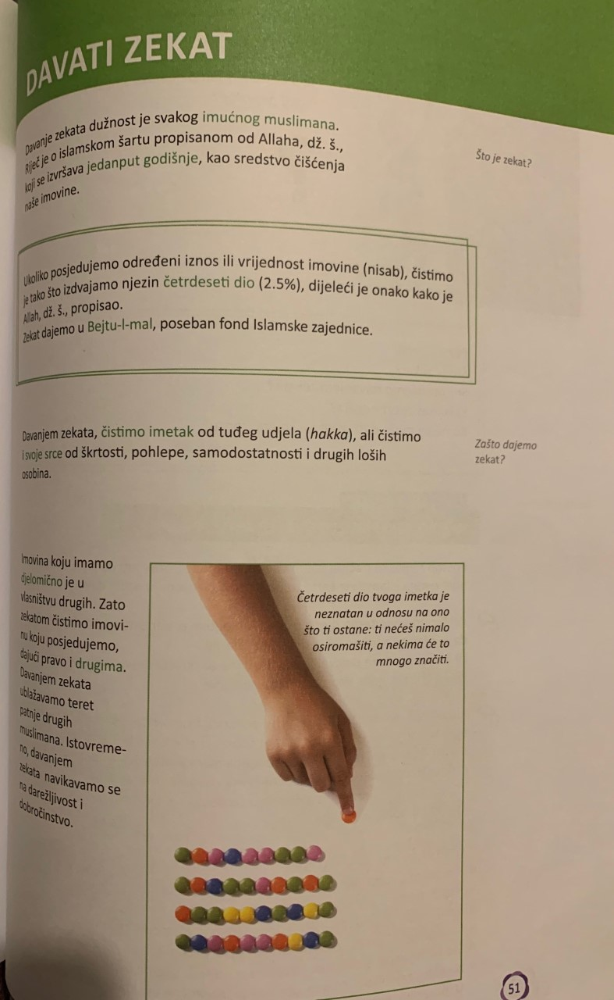 DAVATI ZEKAT
Davanje zekata dužnost je svakog imućnog muslimana.
Riječ je o islamskom šartu propisanom od Allaha, dž. š.,
koji se izvršava jedanput godišnje, kao sredstvo čišćenja
naše imovine.
Što je zekat?
Ukoliko posjedujemo određeni iznos ili vrijednost imovine (nisab), čistimo
je tako što izdvajamo njezin četrdeseti dio (2.5%), dijeleći je onako kako je
Allah, dž. š., propisao.
Zekat dajemo u Bejtu-l-mal, poseban fond Islamske zajednice.
Davanjem zekata, čistimo imetak od tuđeg udjela (hakka), ali čistimo
i svoje srce od škrtosti, pohlepe, samodostatnosti i drugih loših
osobina.
Zašto dajemo
zekat?
Imovina koju imamo
djelomično je u
vlasništvu drugih. Zato
zekatom čistimo imovi-
nu koju posjedujemo,
dajući pravo i drugima.
Davanjem zekata
ublažavamo teret
patnje drugih
muslimana. Istovreme-
no, davanjem
zekata navikavamo se
na darežljivost i
dobročinstvo.
Četrdeseti dio tvoga imetka je
neznatan u odnosu na ono
što ti ostane: ti nećeš nimalo
osiromašiti, a nekima će to
mnogo značiti.
51